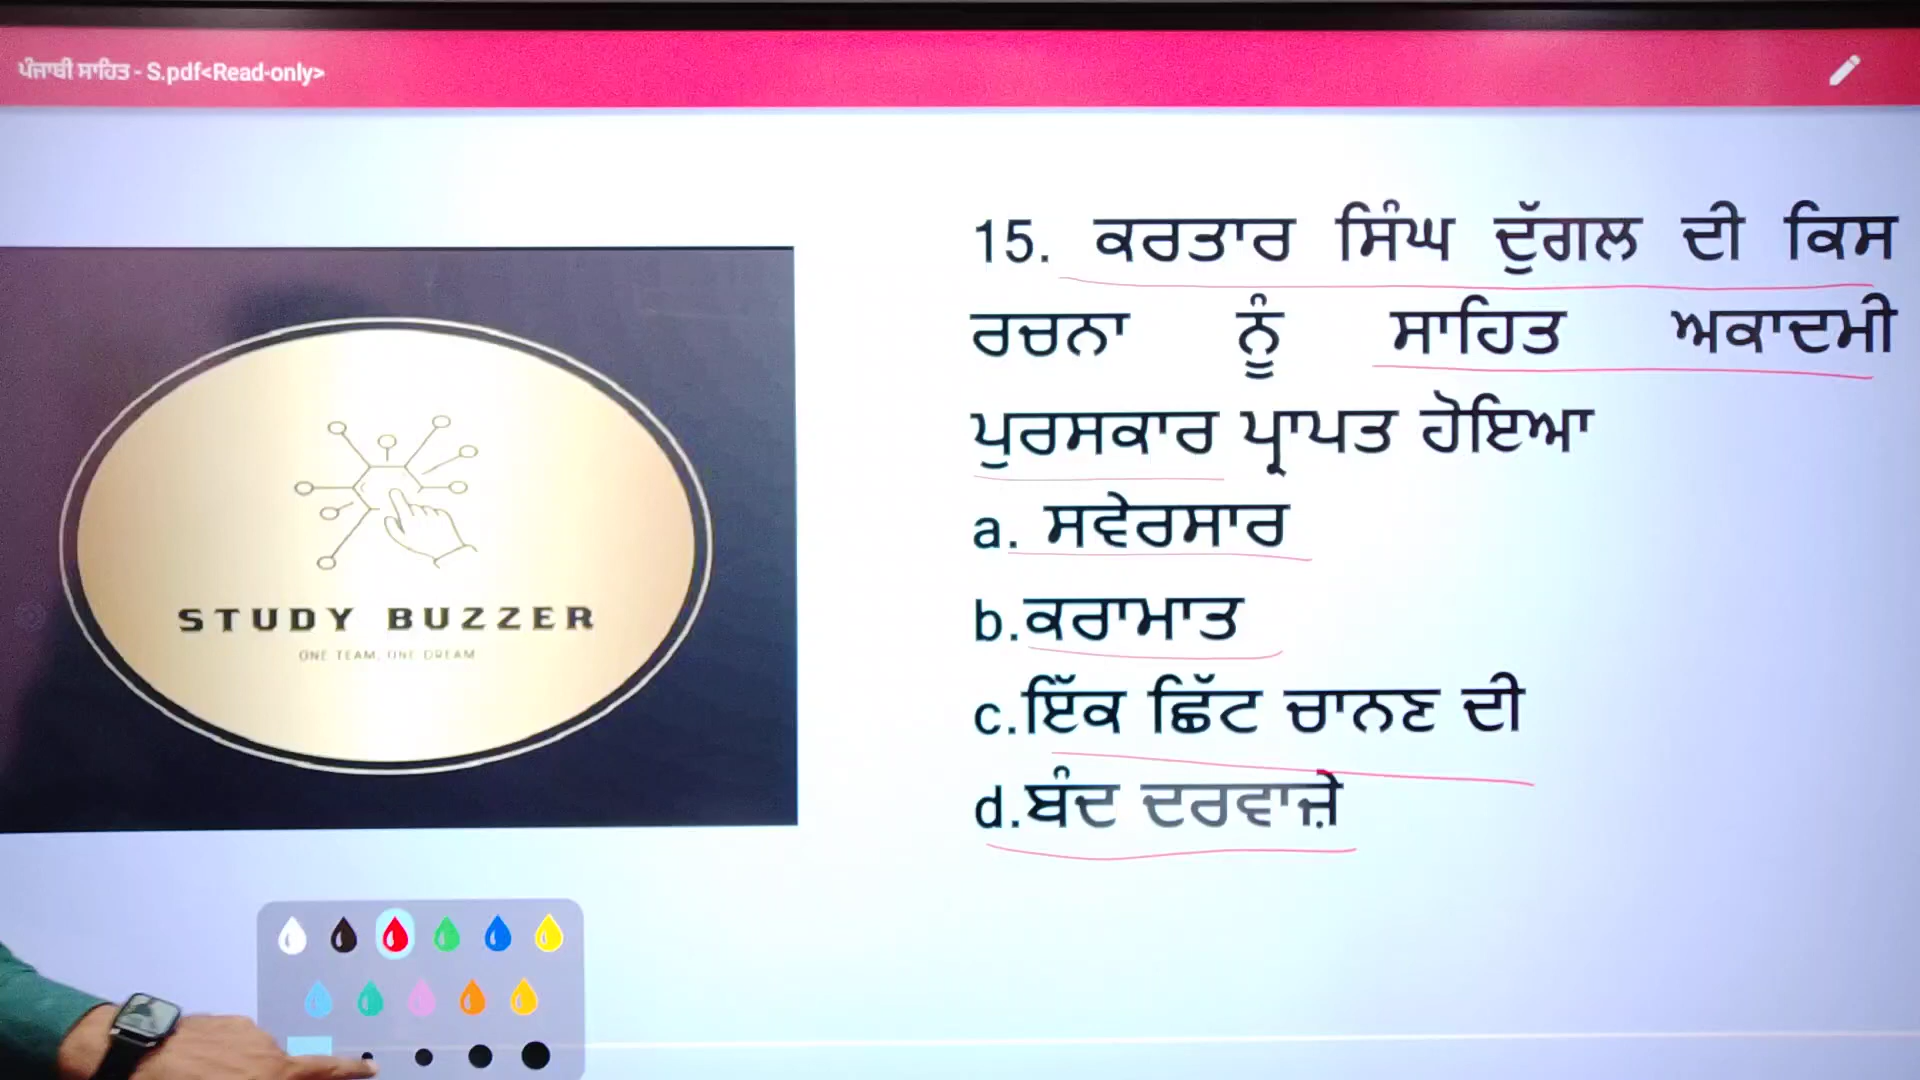 ਪੰਜਾਬੀ ਸਾਹਿਤ - S.pdf<Read-only>
STUDY BUZZER
ONE TEAM, ONE DREAM
15. ਕਰਤਾਰ ਸਿੰਘ ਦੁੱਗਲ ਦੀ ਕਿਸ
ਰਚਨਾ ਨੂੰ ਸਾਹਿਤ ਅਕਾਦਮੀ
ਪੁਰਸਕਾਰ ਪ੍ਰਾਪਤ ਹੋਇਆ
a. ਸਵੇਰਸਾਰ
b.ਕਰਾਮਾਤ
c.ਇੱਕ ਛਿੱਟ ਚਾਨਣ ਦੀ
d.ਬੰਦ ਦਰਵਾਜ਼ੇ